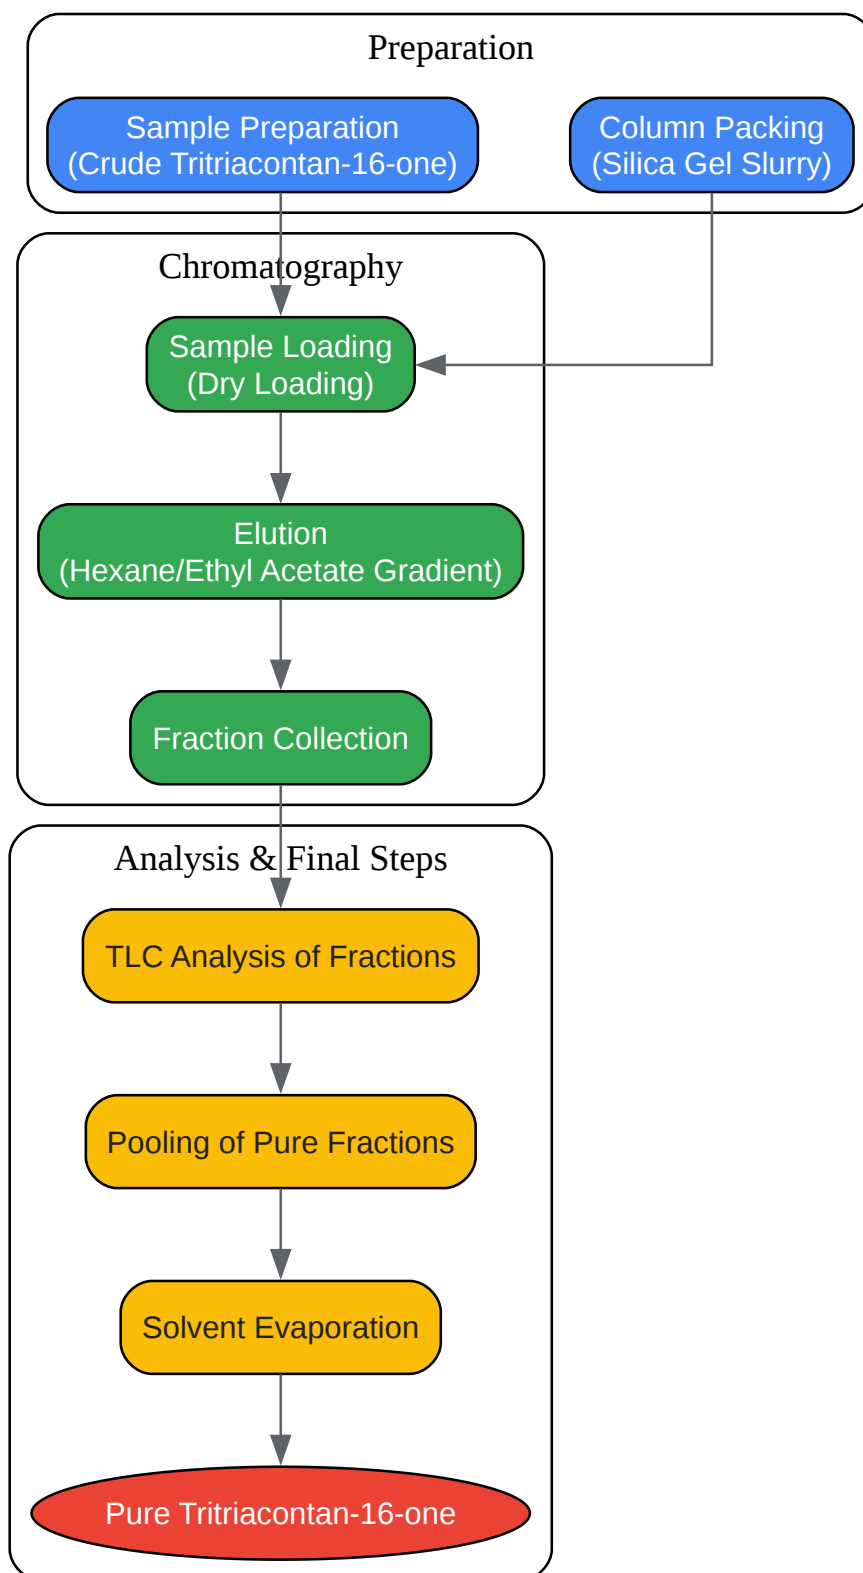 Preparation
Sample Preparation
(Crude Tritriacontan-16-one)
Column Packing
(Silica Gel Slurry)
Chromatography
Sample Loading
(Dry Loading)
Elution
(Hexane/Ethyl Acetate Gradient)
Fraction Collection
Analysis & Final Steps
TLC Analysis of Fractions
Pooling of Pure Fractions
Solvent Evaporation
Pure Tritriacontan-16-one